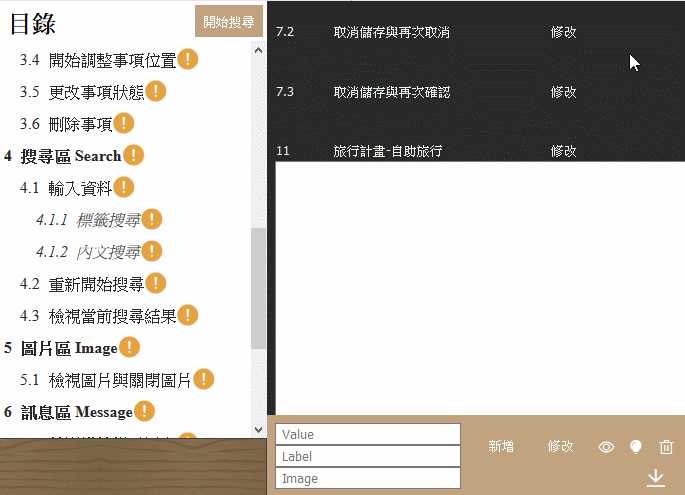 目錄
開始搜尋
3.4 開始調整事項位置
3.5 更改事項狀態
3.6 刪除事項
4 搜尋區 Search
4.1 輸入資料
4.1.1 標籤搜尋
4.1.2 內文搜尋
4.2 重新開始搜尋
4.3 檢視當前搜尋結果
5 圖片區 Image
5.1 檢視圖片與關閉圖片
6 訊息區 Message
7.2 取消儲存與再次取消 修改
7.3 取消儲存與再次確認 修改
11 旅行計畫-自助旅行 修改
Value
Label
Image
新增 修改